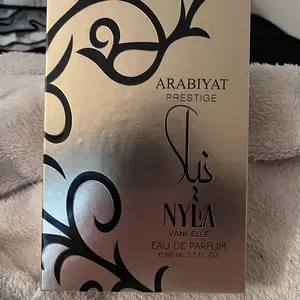 ARABIYAT
PRESTIGE
نيلا
NYLA
VANI-ELLE
EAU DE PARFUM
℮ 80 ML 2.7 FL.OZ.